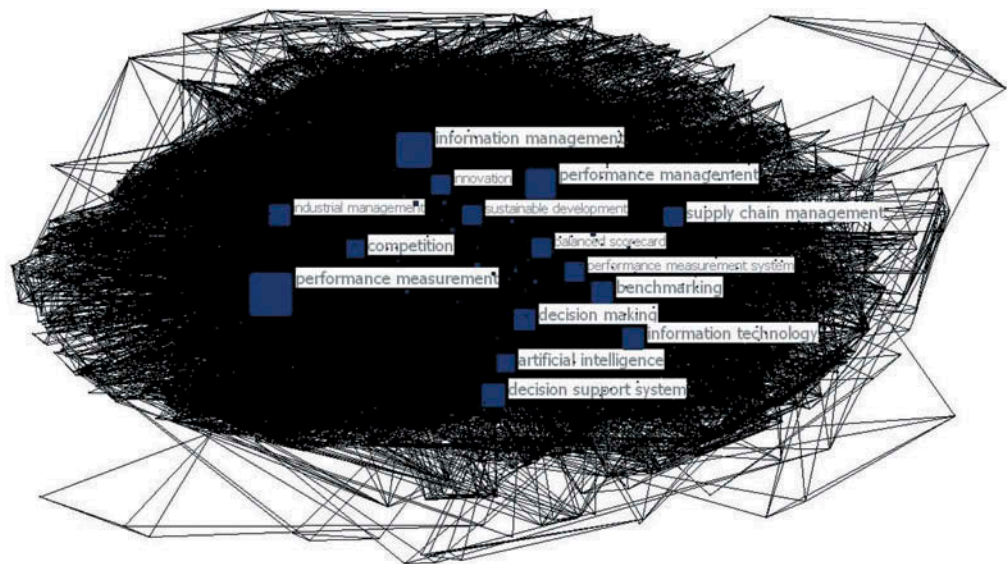 information management
innovation
performance management
industrial management
sustainable development
supply chain management
competition
Balanced scorecard
performance measurement
performance measurement system
benchmarking
decision making
information technology
artificial intelligence
decision support system